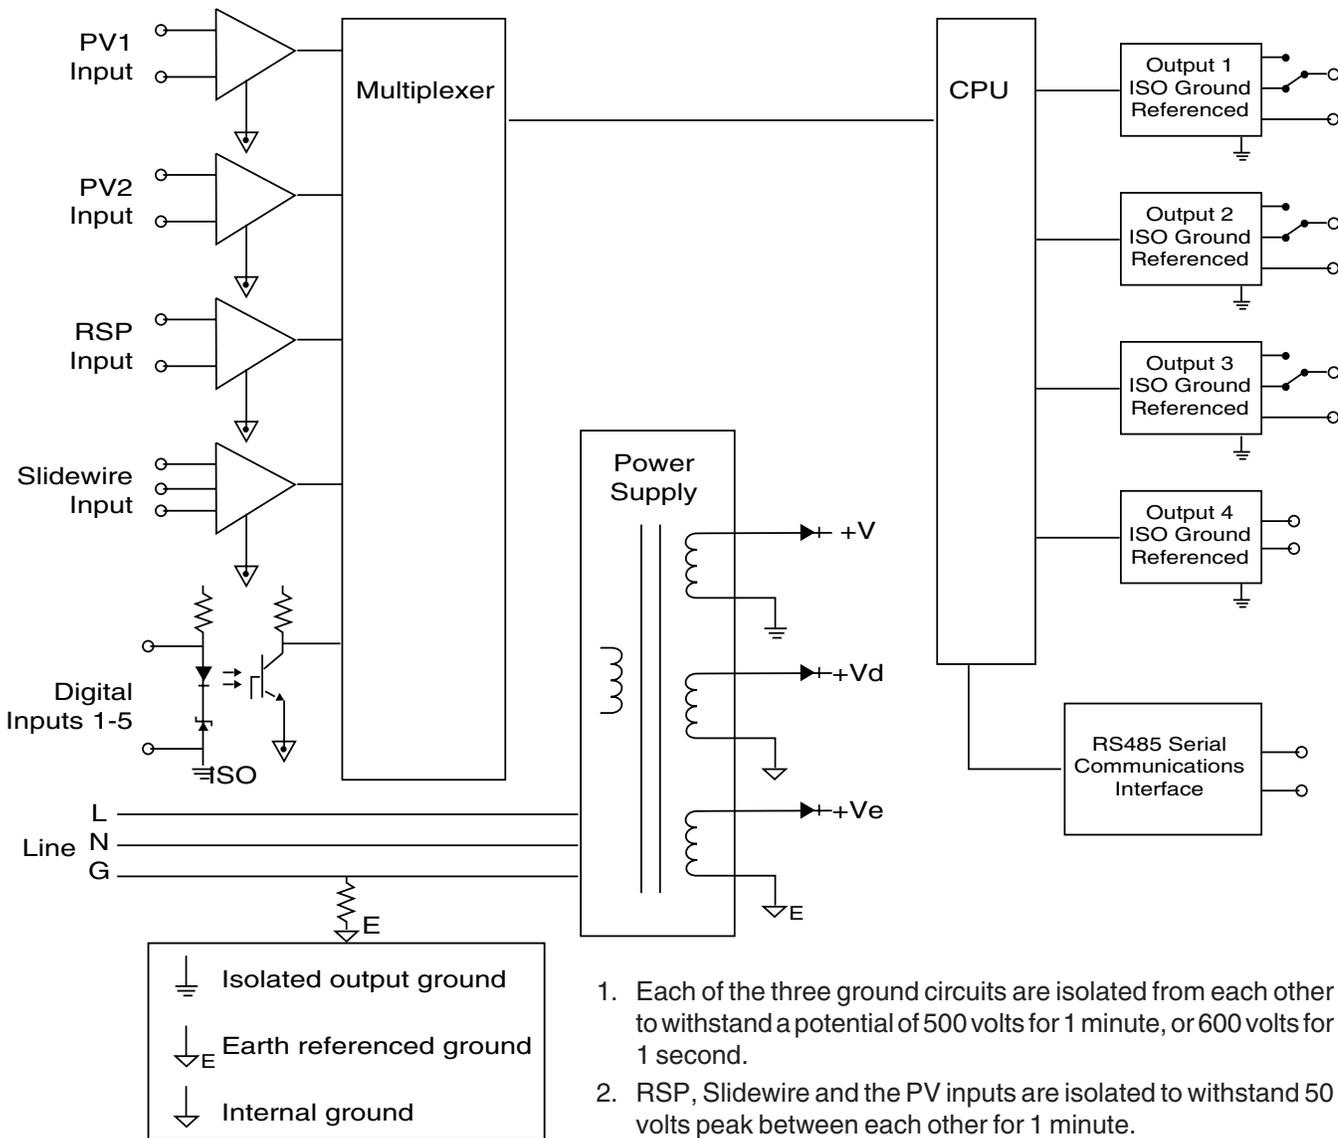 PV1
Input
Multiplexer
CPU
Output 1
ISO Ground
Referenced
PV2
Input
Output 2
ISO Ground
Referenced
RSP
Input
Output 3
ISO Ground
Referenced
Slidewire
Input
Power
Supply
Output 4
ISO Ground
Referenced
+V
+Vd
+Ve
E
Digital
Inputs 1-5
ISO
RS485 Serial
Communications
Interface
L
Line N
G
E
Isolated output ground
E Earth referenced ground
Internal ground
1. Each of the three ground circuits are isolated from each other
to withstand a potential of 500 volts for 1 minute, or 600 volts for
1 second.
2. RSP, Slidewire and the PV inputs are isolated to withstand 50
volts peak between each other for 1 minute.